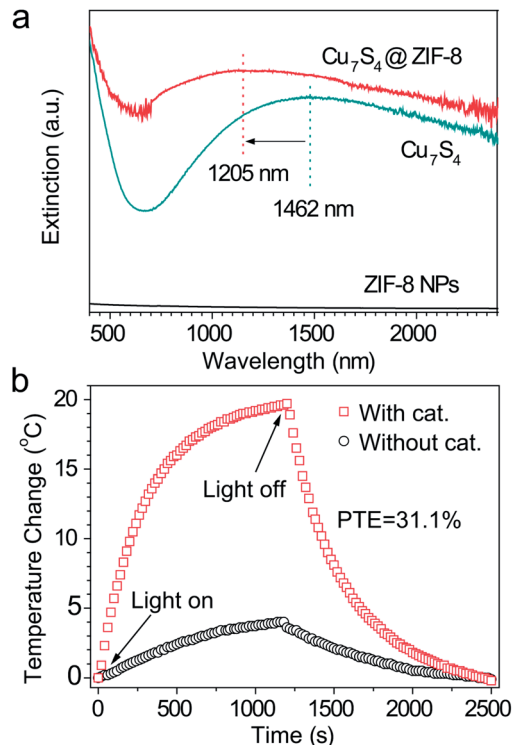 a
Extinction (a.u.)
Cu₇S₄@ ZIF-8
Cu₇S₄
1205 nm
1462 nm
ZIF-8 NPs
500 1000 1500 2000
Wavelength (nm)
b
Temperature Change (°C)
20
15
10
5
0
With cat.
Without cat.
Light off
PTE=31.1%
Light on
0 500 1000 1500 2000 2500
Time (s)